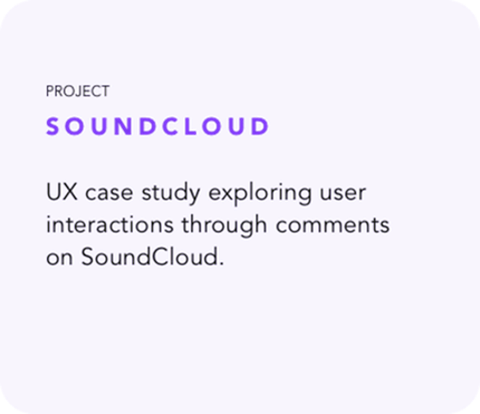 PROJECT
SOUNDCLOUD
UX case study exploring user
interactions through comments
on SoundCloud.